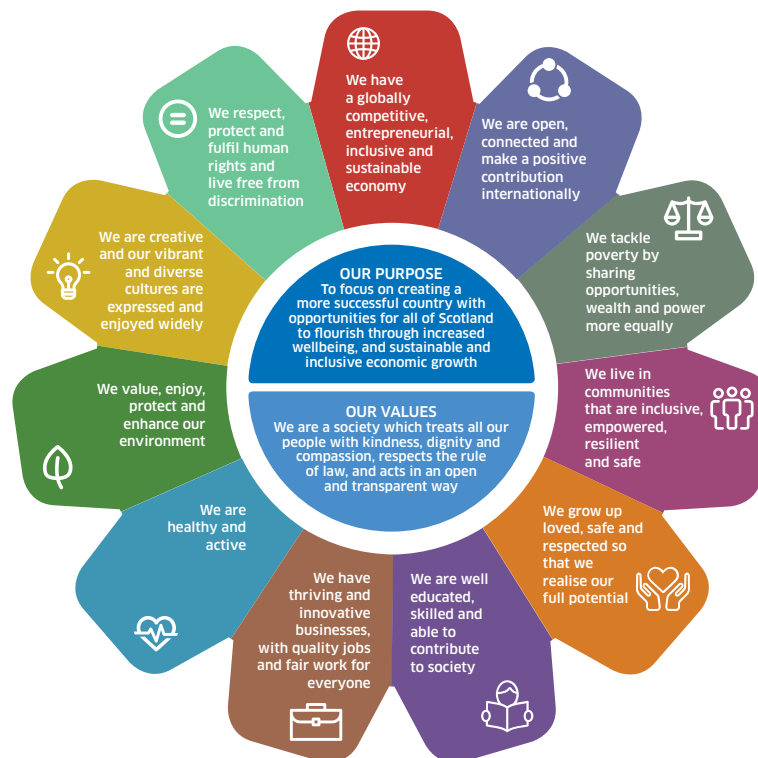 We have
a globally
competitive,
entrepreneurial,
inclusive and
sustainable
economy
We are open,
connected and
make a positive
contribution
internationally
We tackle
poverty by
sharing
opportunities,
wealth and power
more equally
We live in
communities
that are inclusive,
empowered,
resilient
and safe
We grow up
loved, safe and
respected so
that we
realise our
full potential
We are well
educated,
skilled and
able to
contribute
to society
We have
thriving and
innovative
businesses,
with quality jobs
and fair work for
everyone
We are
healthy and
active
We value, enjoy,
protect and
enhance our
environment
We are creative
and our vibrant
and diverse
cultures are
expressed and
enjoyed widely
We respect,
protect and
fulfil human
rights and
live free from
discrimination
OUR PURPOSE
To focus on creating a
more successful country with
opportunities for all of Scotland
to flourish through increased
wellbeing, and sustainable and
inclusive economic growth
OUR VALUES
We are a society which treats all our
people with kindness, dignity and
compassion, respects the rule
of law, and acts in an open
and transparent way